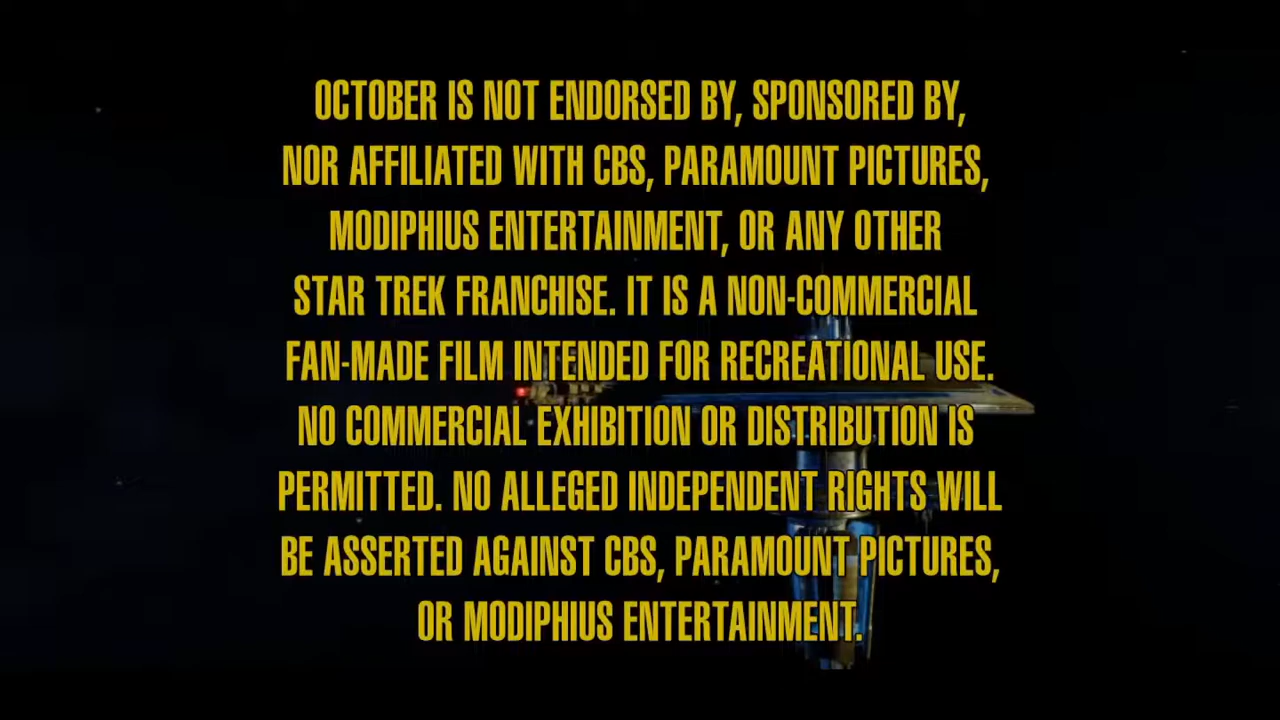 OCTOBER IS NOT ENDORSED BY, SPONSORED BY,
NOR AFFILIATED WITH CBS, PARAMOUNT PICTURES,
MODIPHIUS ENTERTAINMENT, OR ANY OTHER
STAR TREK FRANCHISE. IT IS A NON-COMMERCIAL
FAN-MADE FILM INTENDED FOR RECREATIONAL USE.
NO COMMERCIAL EXHIBITION OR DISTRIBUTION IS
PERMITTED. NO ALLEGED INDEPENDENT RIGHTS WILL
BE ASSERTED AGAINST CBS, PARAMOUNT PICTURES,
OR MODIPHIUS ENTERTAINMENT.